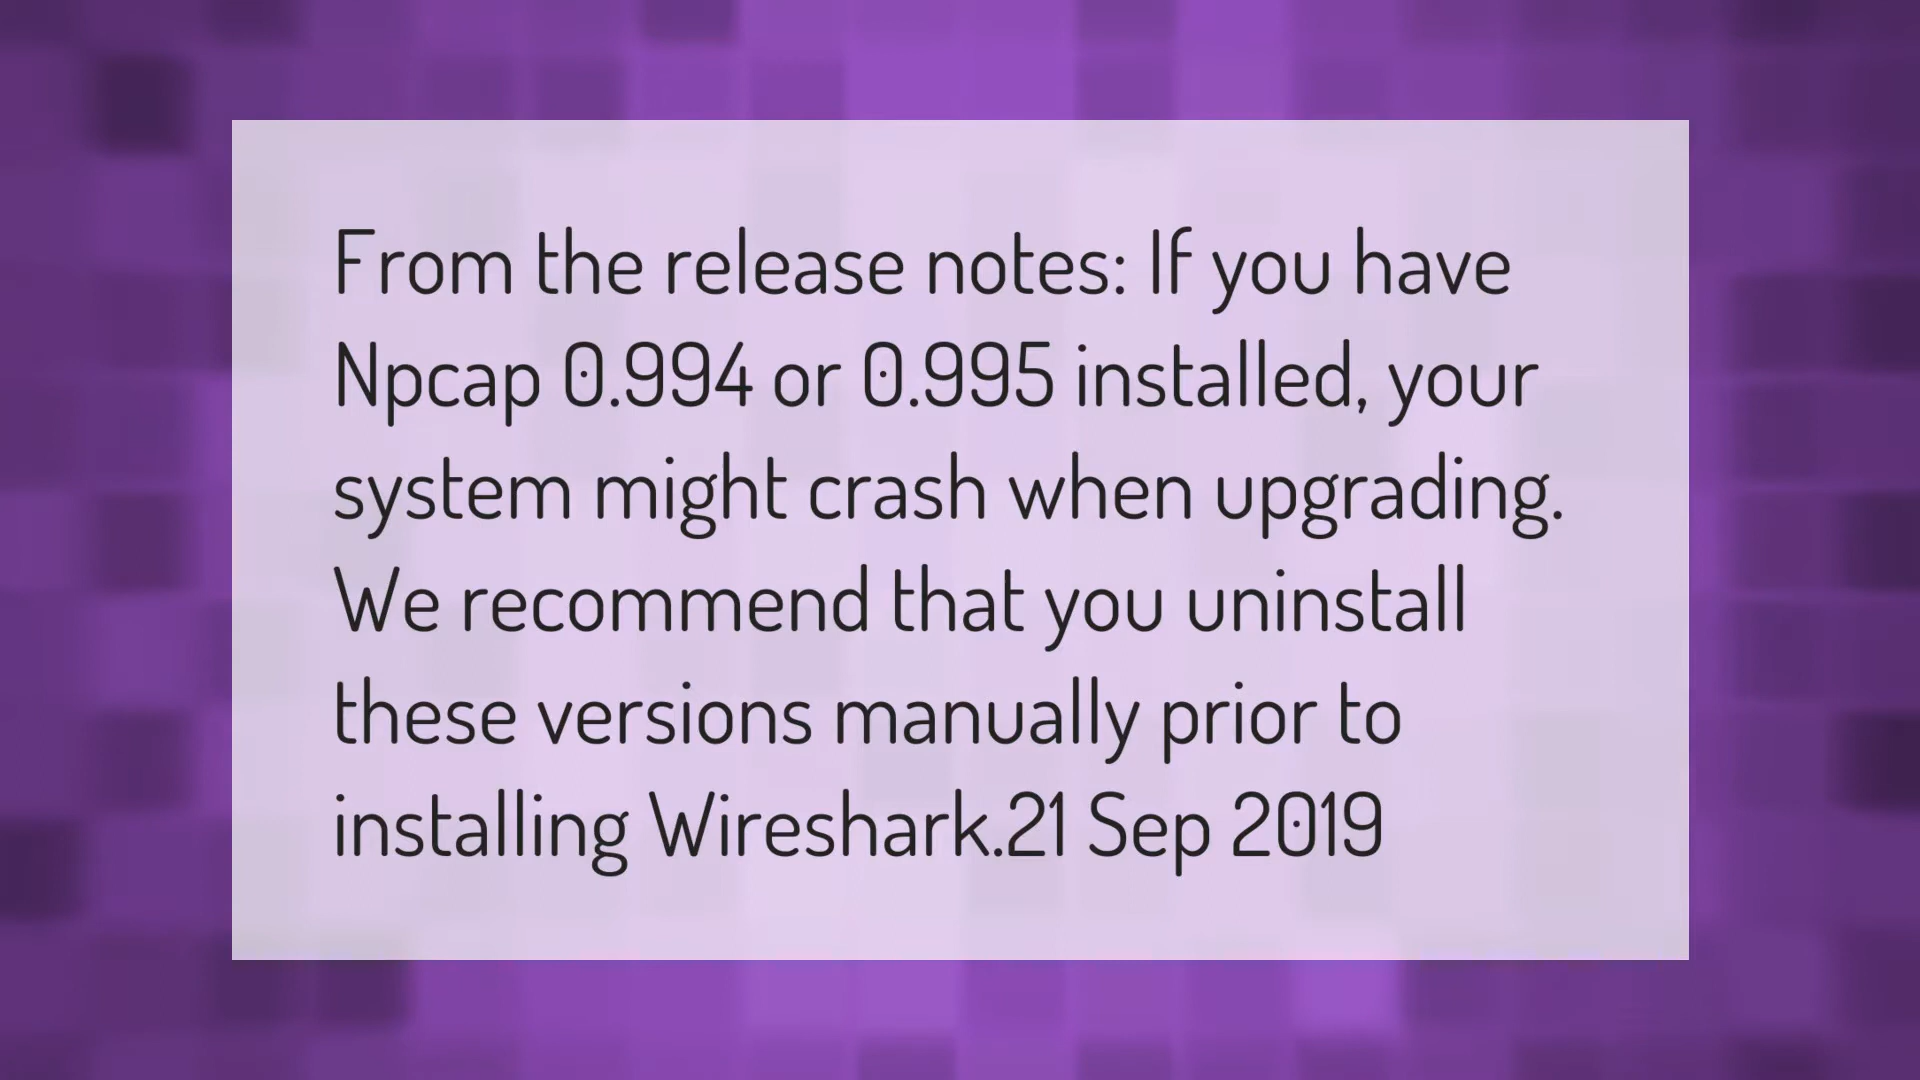 From the release notes: If you have
Npcap 0.994 or 0.995 installed, your
system might crash when upgrading.
We recommend that you uninstall
these versions manually prior to
installing Wireshark.21 Sep 2019